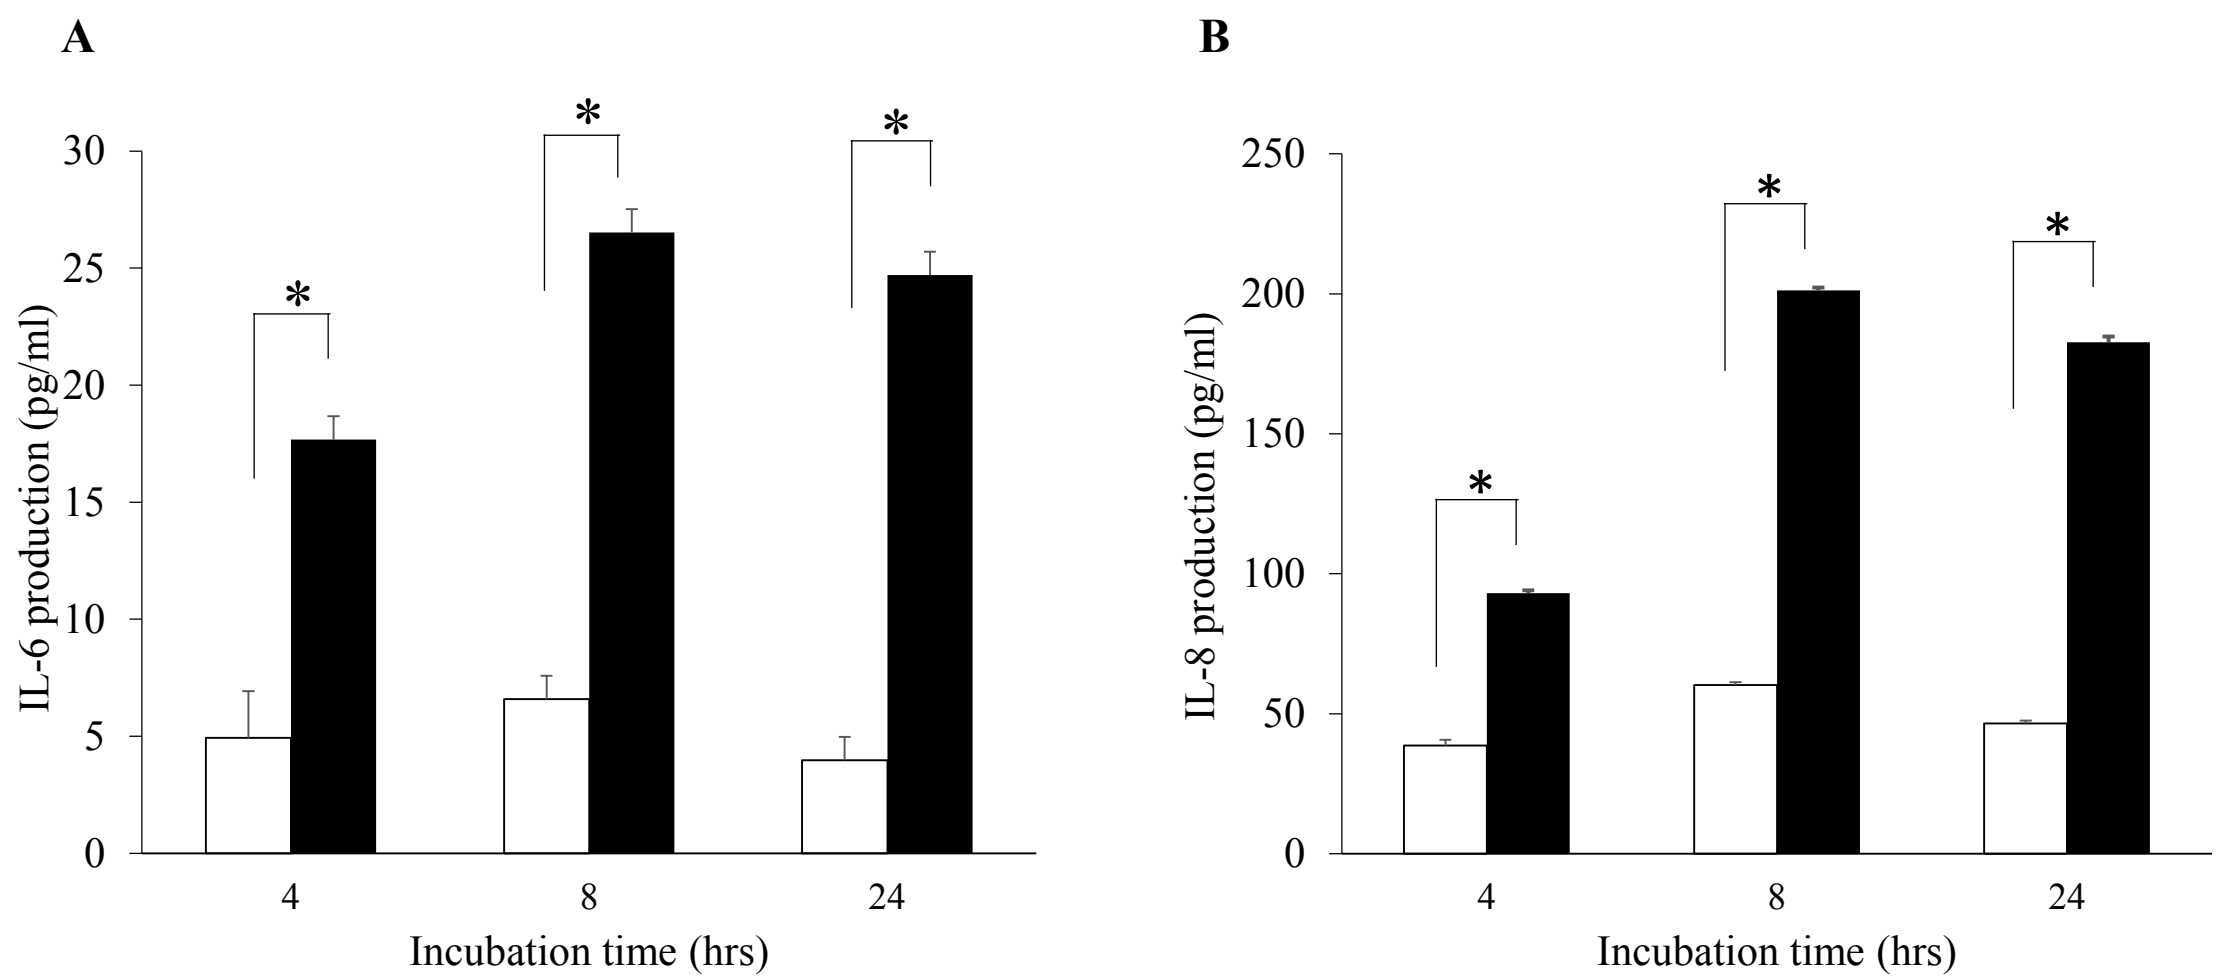 A
IL-6 production (pg/ml)
30
25
20
15
10
5
0
*
*
*
4 8 24
Incubation time (hrs)
B
IL-8 production (pg/ml)
250
200
150
100
50
0
*
*
*
4 8 24
Incubation time (hrs)